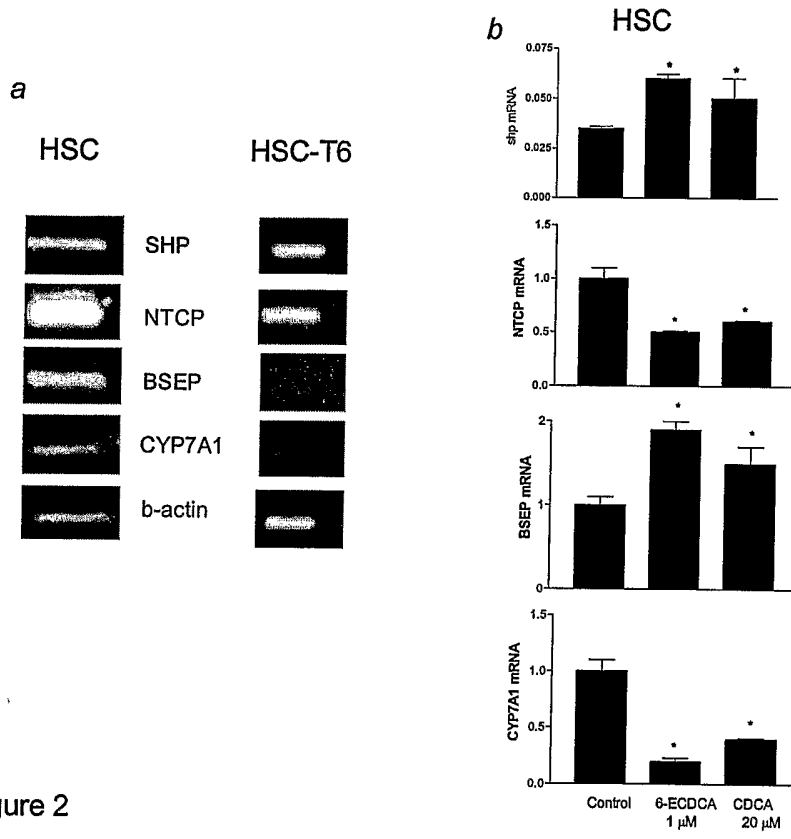 a
HSC
HSC-T6
SHP
NTCP
BSEP
CYP7A1
b-actin
b
HSC
shp mRNA
0.075
0.050
0.025
0.000
*
*
NTCP mRNA
1.5
1.0
0.5
0.0
*
*
BSEP mRNA
2
1
0
*
*
CYP7A1 mRNA
1.5
1.0
0.5
0.0
*
*
Control
6-ECDCA
1 µM
CDCA
20 µM
gure 2